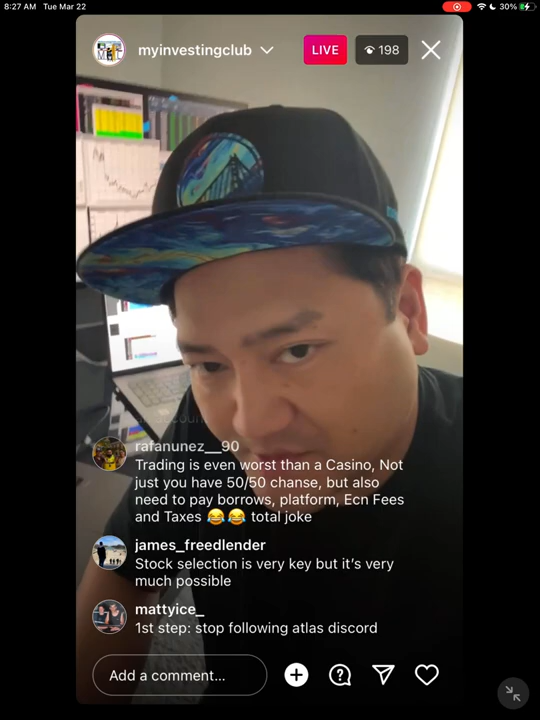 8:27 AM Tue Mar 22
30%
myinvestingclub
LIVE
198
rafanunez__90
Trading is even worst than a Casino, Not
just you have 50/50 chanse, but also
need to pay borrows, platform, Ecn Fees
and Taxes 😂😂 total joke
james_freedlender
Stock selection is very key but it's very
much possible
mattyice_
1st step: stop following atlas discord
Add a comment...